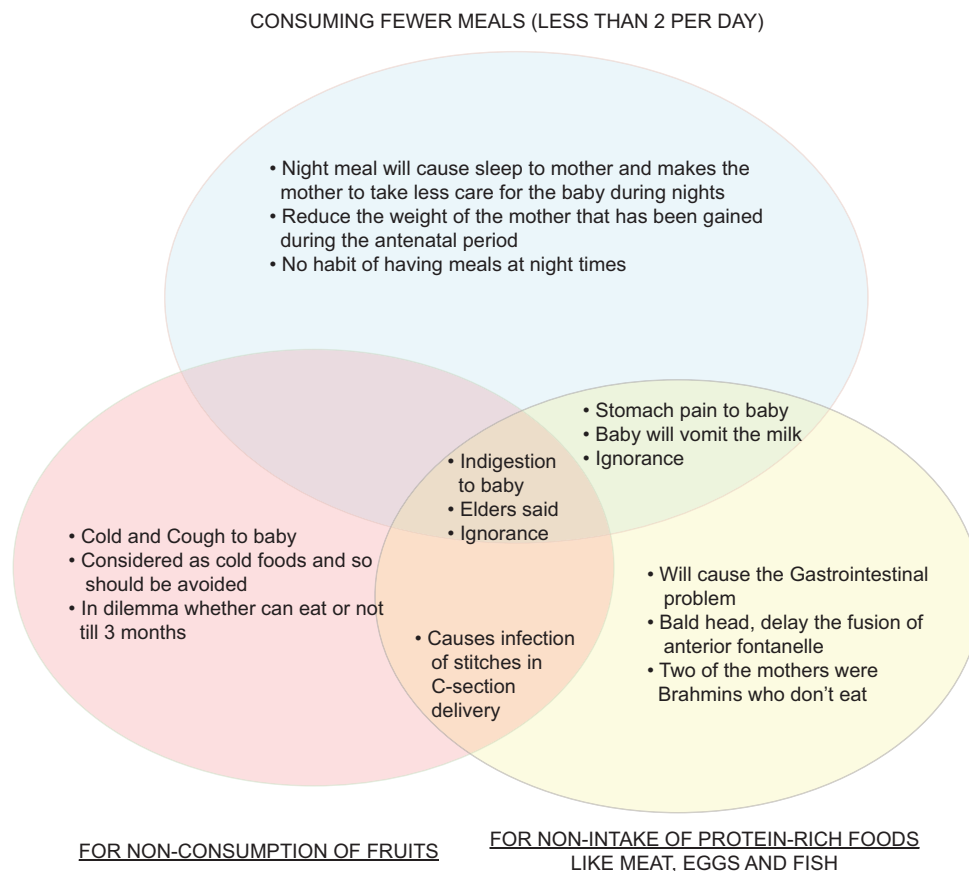 CONSUMING FEWER MEALS (LESS THAN 2 PER DAY)
• Night meal will cause sleep to mother and makes the
mother to take less care for the baby during nights
• Reduce the weight of the mother that has been gained
during the antenatal period
• No habit of having meals at night times
• Stomach pain to baby
• Baby will vomit the milk
• Ignorance
• Indigestion
to baby
• Elders said
• Ignorance
• Cold and Cough to baby
• Considered as cold foods and so
should be avoided
• In dilemma whether can eat or not
till 3 months
• Will cause the Gastrointestinal
problem
• Bald head, delay the fusion of
anterior fontanelle
• Two of the mothers were
Brahmins who don’t eat
• Causes infection
of stitches in
C-section
delivery
FOR NON-CONSUMPTION OF FRUITS
FOR NON-INTAKE OF PROTEIN-RICH FOODS
LIKE MEAT, EGGS AND FISH